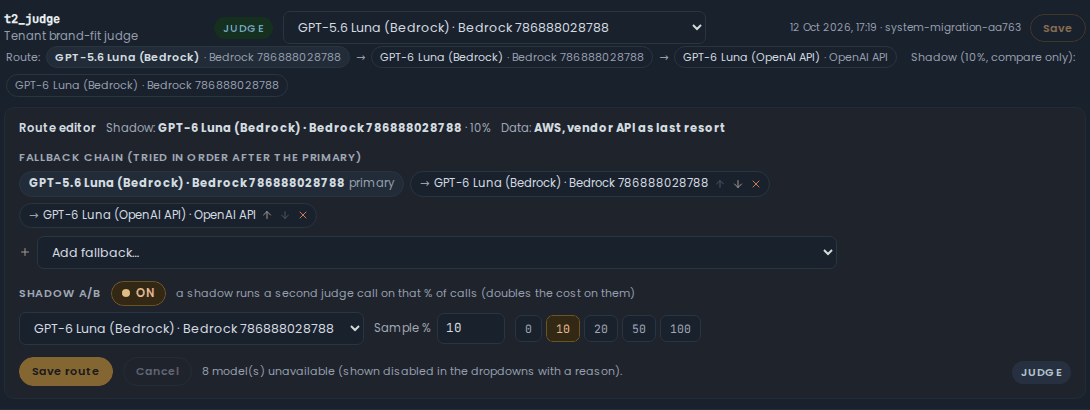 t2_judge
Tenant brand-fit judge
JUDGE
GPT-5.6 Luna (Bedrock) · Bedrock 786888028788
12 Oct 2026, 17:19 · system-migration-aa763
Save
Route: GPT-5.6 Luna (Bedrock) · Bedrock 786888028788 → GPT-6 Luna (Bedrock) · Bedrock 786888028788 → GPT-6 Luna (OpenAI API) · OpenAI API Shadow (10%, compare only):
GPT-6 Luna (Bedrock) · Bedrock 786888028788
Route editor Shadow: GPT-6 Luna (Bedrock) · Bedrock 786888028788 · 10% Data: AWS, vendor API as last resort
FALLBACK CHAIN (TRIED IN ORDER AFTER THE PRIMARY)
GPT-5.6 Luna (Bedrock) · Bedrock 786888028788 primary → GPT-6 Luna (Bedrock) · Bedrock 786888028788 ↑ ↓ ×
→ GPT-6 Luna (OpenAI API) · OpenAI API ↑ ↓ ×
+ Add fallback…
SHADOW A/B ON a shadow runs a second judge call on that % of calls (doubles the cost on them)
GPT-6 Luna (Bedrock) · Bedrock 786888028788 Sample % 10 0 10 20 50 100
Save route Cancel 8 model(s) unavailable (shown disabled in the dropdowns with a reason). JUDGE